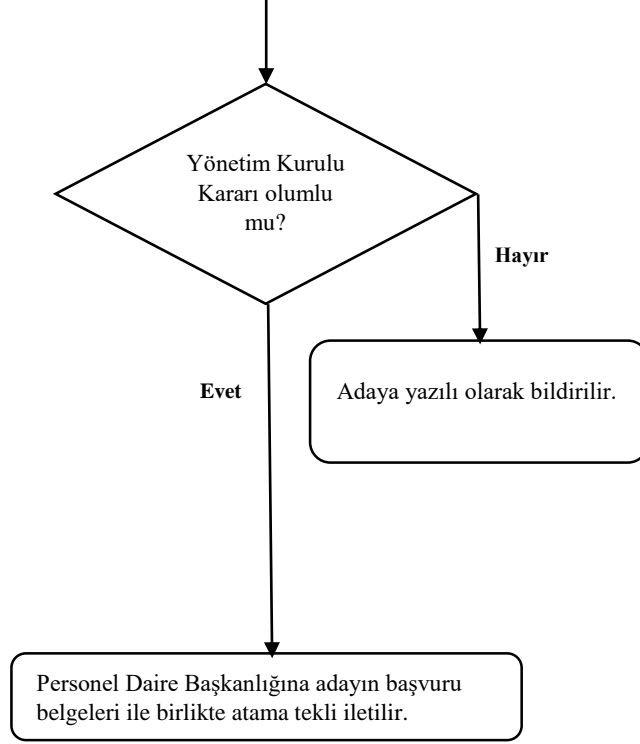 Yönetim Kurulu
Kararı olumlu
mu?
Hayır
Evet
Adaya yazılı olarak bildirilir.
Personel Daire Başkanlığına adayın başvuru
belgeleri ile birlikte atama tekli iletilir.